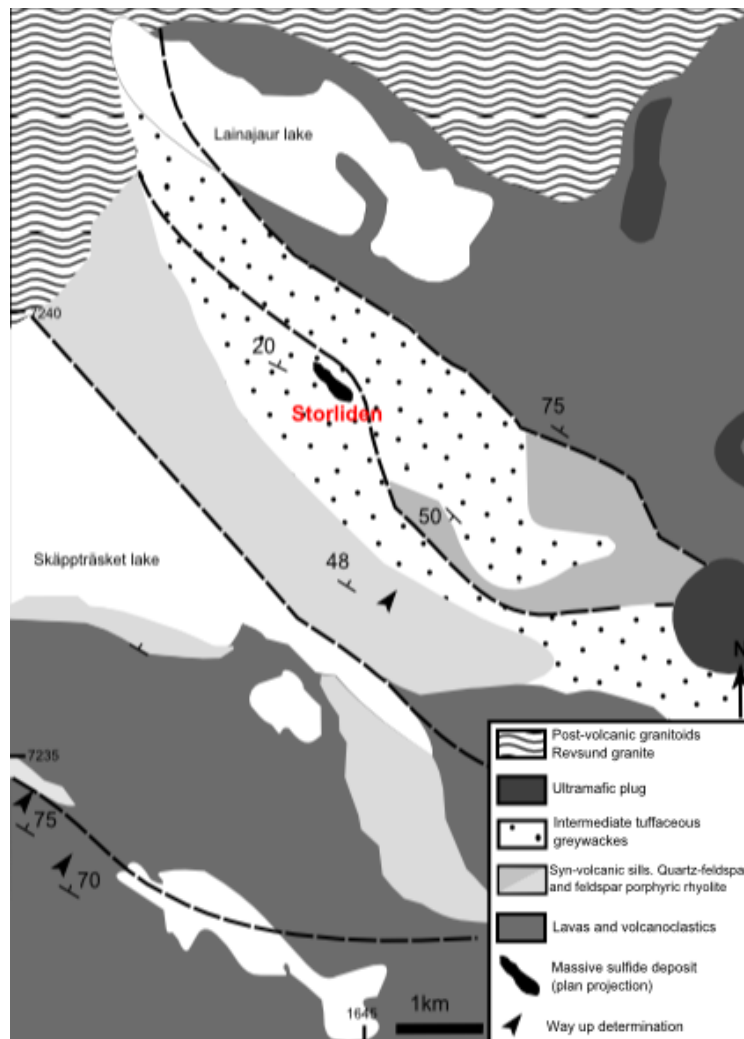 Lainajaur lake
7240
20
Storliden
75
50
Skäppträsket lake
48
N
7235
75
70
1645
1km
Post-volcanic granitoids
Revsund granite
Ultramafic plug
Intermediate tuffaceous
greywackes
Syn-volcanic sills. Quartz-feldspa
and feldspar porphyric rhyolite
Lavas and volcanoclastics
Massive sulfide deposit
(plan projection)
Way up determination